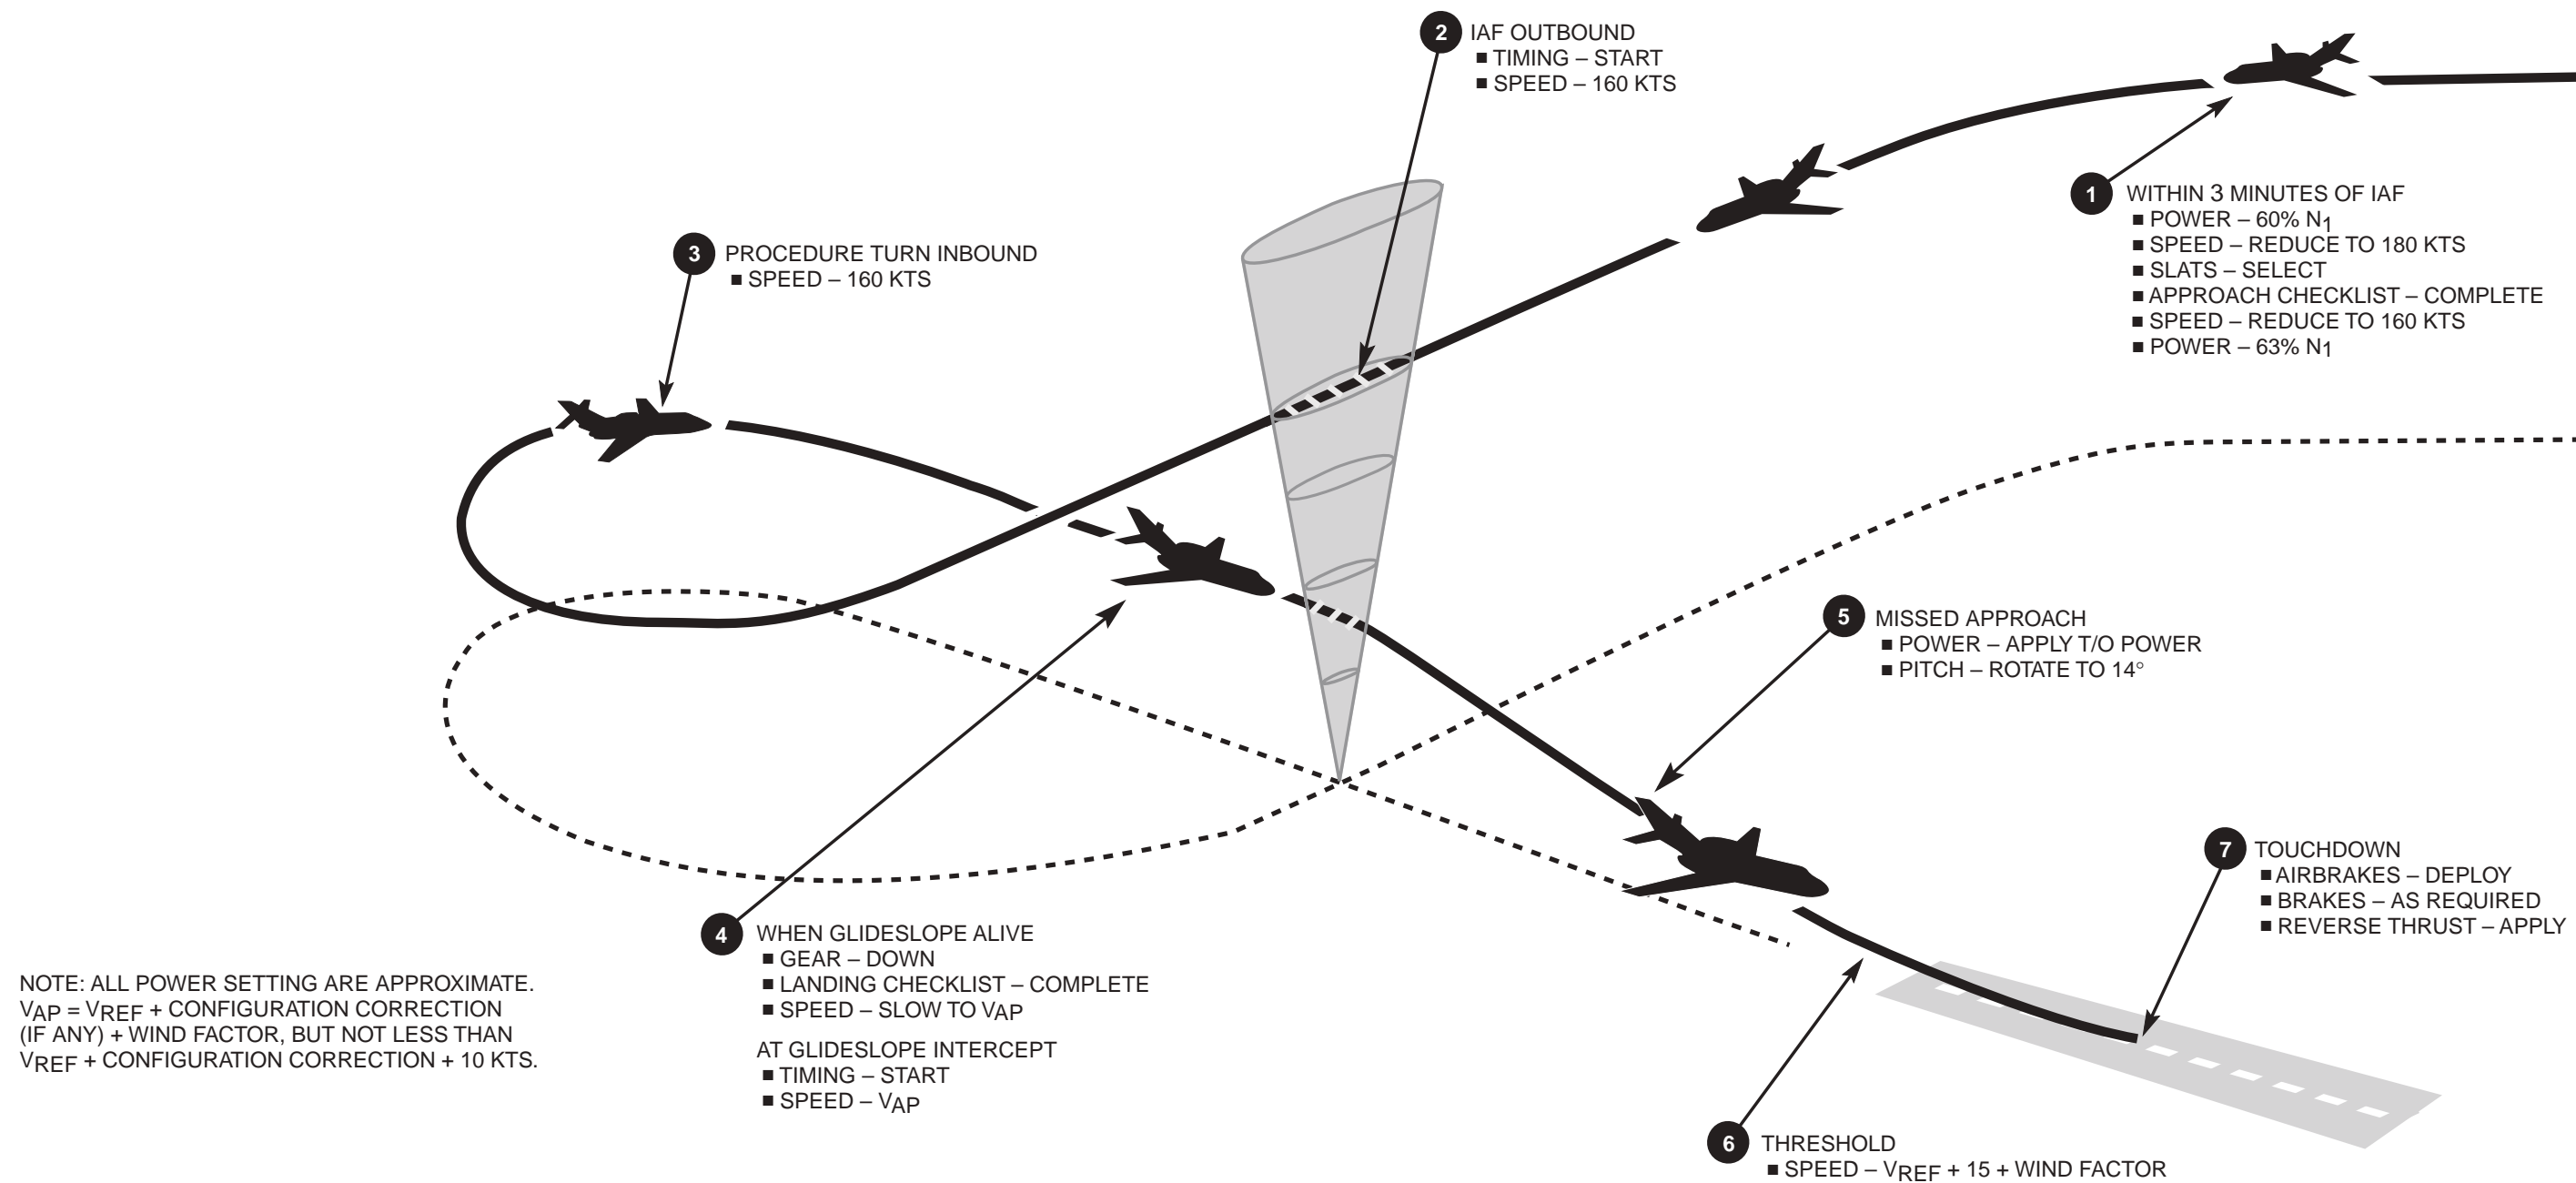 1 WITHIN 3 MINUTES OF IAF
■ POWER – 60% N1
■ SPEED – REDUCE TO 180 KTS
■ SLATS – SELECT
■ APPROACH CHECKLIST – COMPLETE
■ SPEED – REDUCE TO 160 KTS
■ POWER – 63% N1
2 IAF OUTBOUND
■ TIMING – START
■ SPEED – 160 KTS
3 PROCEDURE TURN INBOUND
■ SPEED – 160 KTS
4 WHEN GLIDESLOPE ALIVE
■ GEAR – DOWN
■ LANDING CHECKLIST – COMPLETE
■ SPEED – SLOW TO VAP
AT GLIDESLOPE INTERCEPT
■ TIMING – START
■ SPEED – VAP
5 MISSED APPROACH
■ POWER – APPLY T/O POWER
■ PITCH – ROTATE TO 14°
6 THRESHOLD
■ SPEED – VREF + 15 + WIND FACTOR
7 TOUCHDOWN
■ AIRBRAKES – DEPLOY
■ BRAKES – AS REQUIRED
■ REVERSE THRUST – APPLY
NOTE: ALL POWER SETTING ARE APPROXIMATE.
VAP = VREF + CONFIGURATION CORRECTION
(IF ANY) + WIND FACTOR, BUT NOT LESS THAN
VREF + CONFIGURATION CORRECTION + 10 KTS.